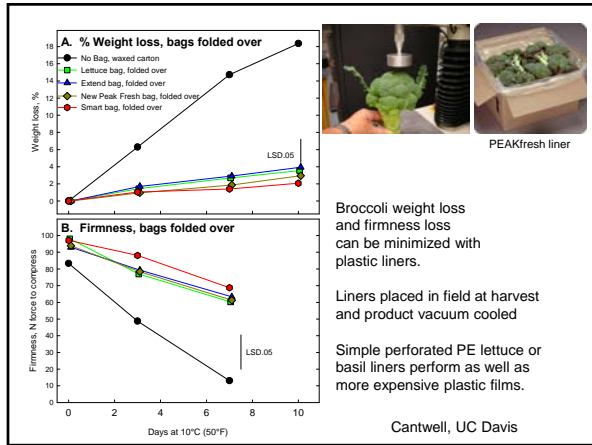 A. % Weight loss, bags folded over
No Bag, waxed carton
Lettuce bag, folded over
Extend bag, folded over
New Peak Fresh bag, folded over
Smart bag, folded over
Weight loss, %
18
16
14
12
10
8
6
4
2
0
LSD.05
B. Firmness, bags folded over
Firmness, N force to compress
100
90
80
70
60
50
40
30
20
10
0
LSD.05
0 2 4 6 8 10
Days at 10°C (50°F)
PEAKfresh liner
Broccoli weight loss
and firmness loss
can be minimized with
plastic liners.
Liners placed in field at harvest
and product vacuum cooled
Simple perforated PE lettuce or
basil liners perform as well as
more expensive plastic films.
Cantwell, UC Davis